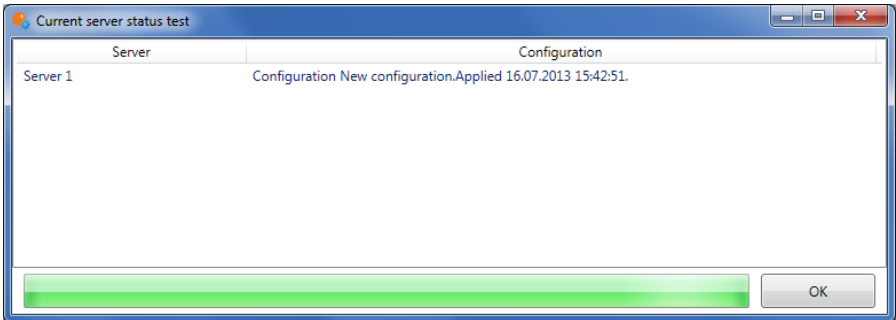 Current server status test
Server Configuration
Server 1 Configuration New configuration.Applied 16.07.2013 15:42:51.
OK